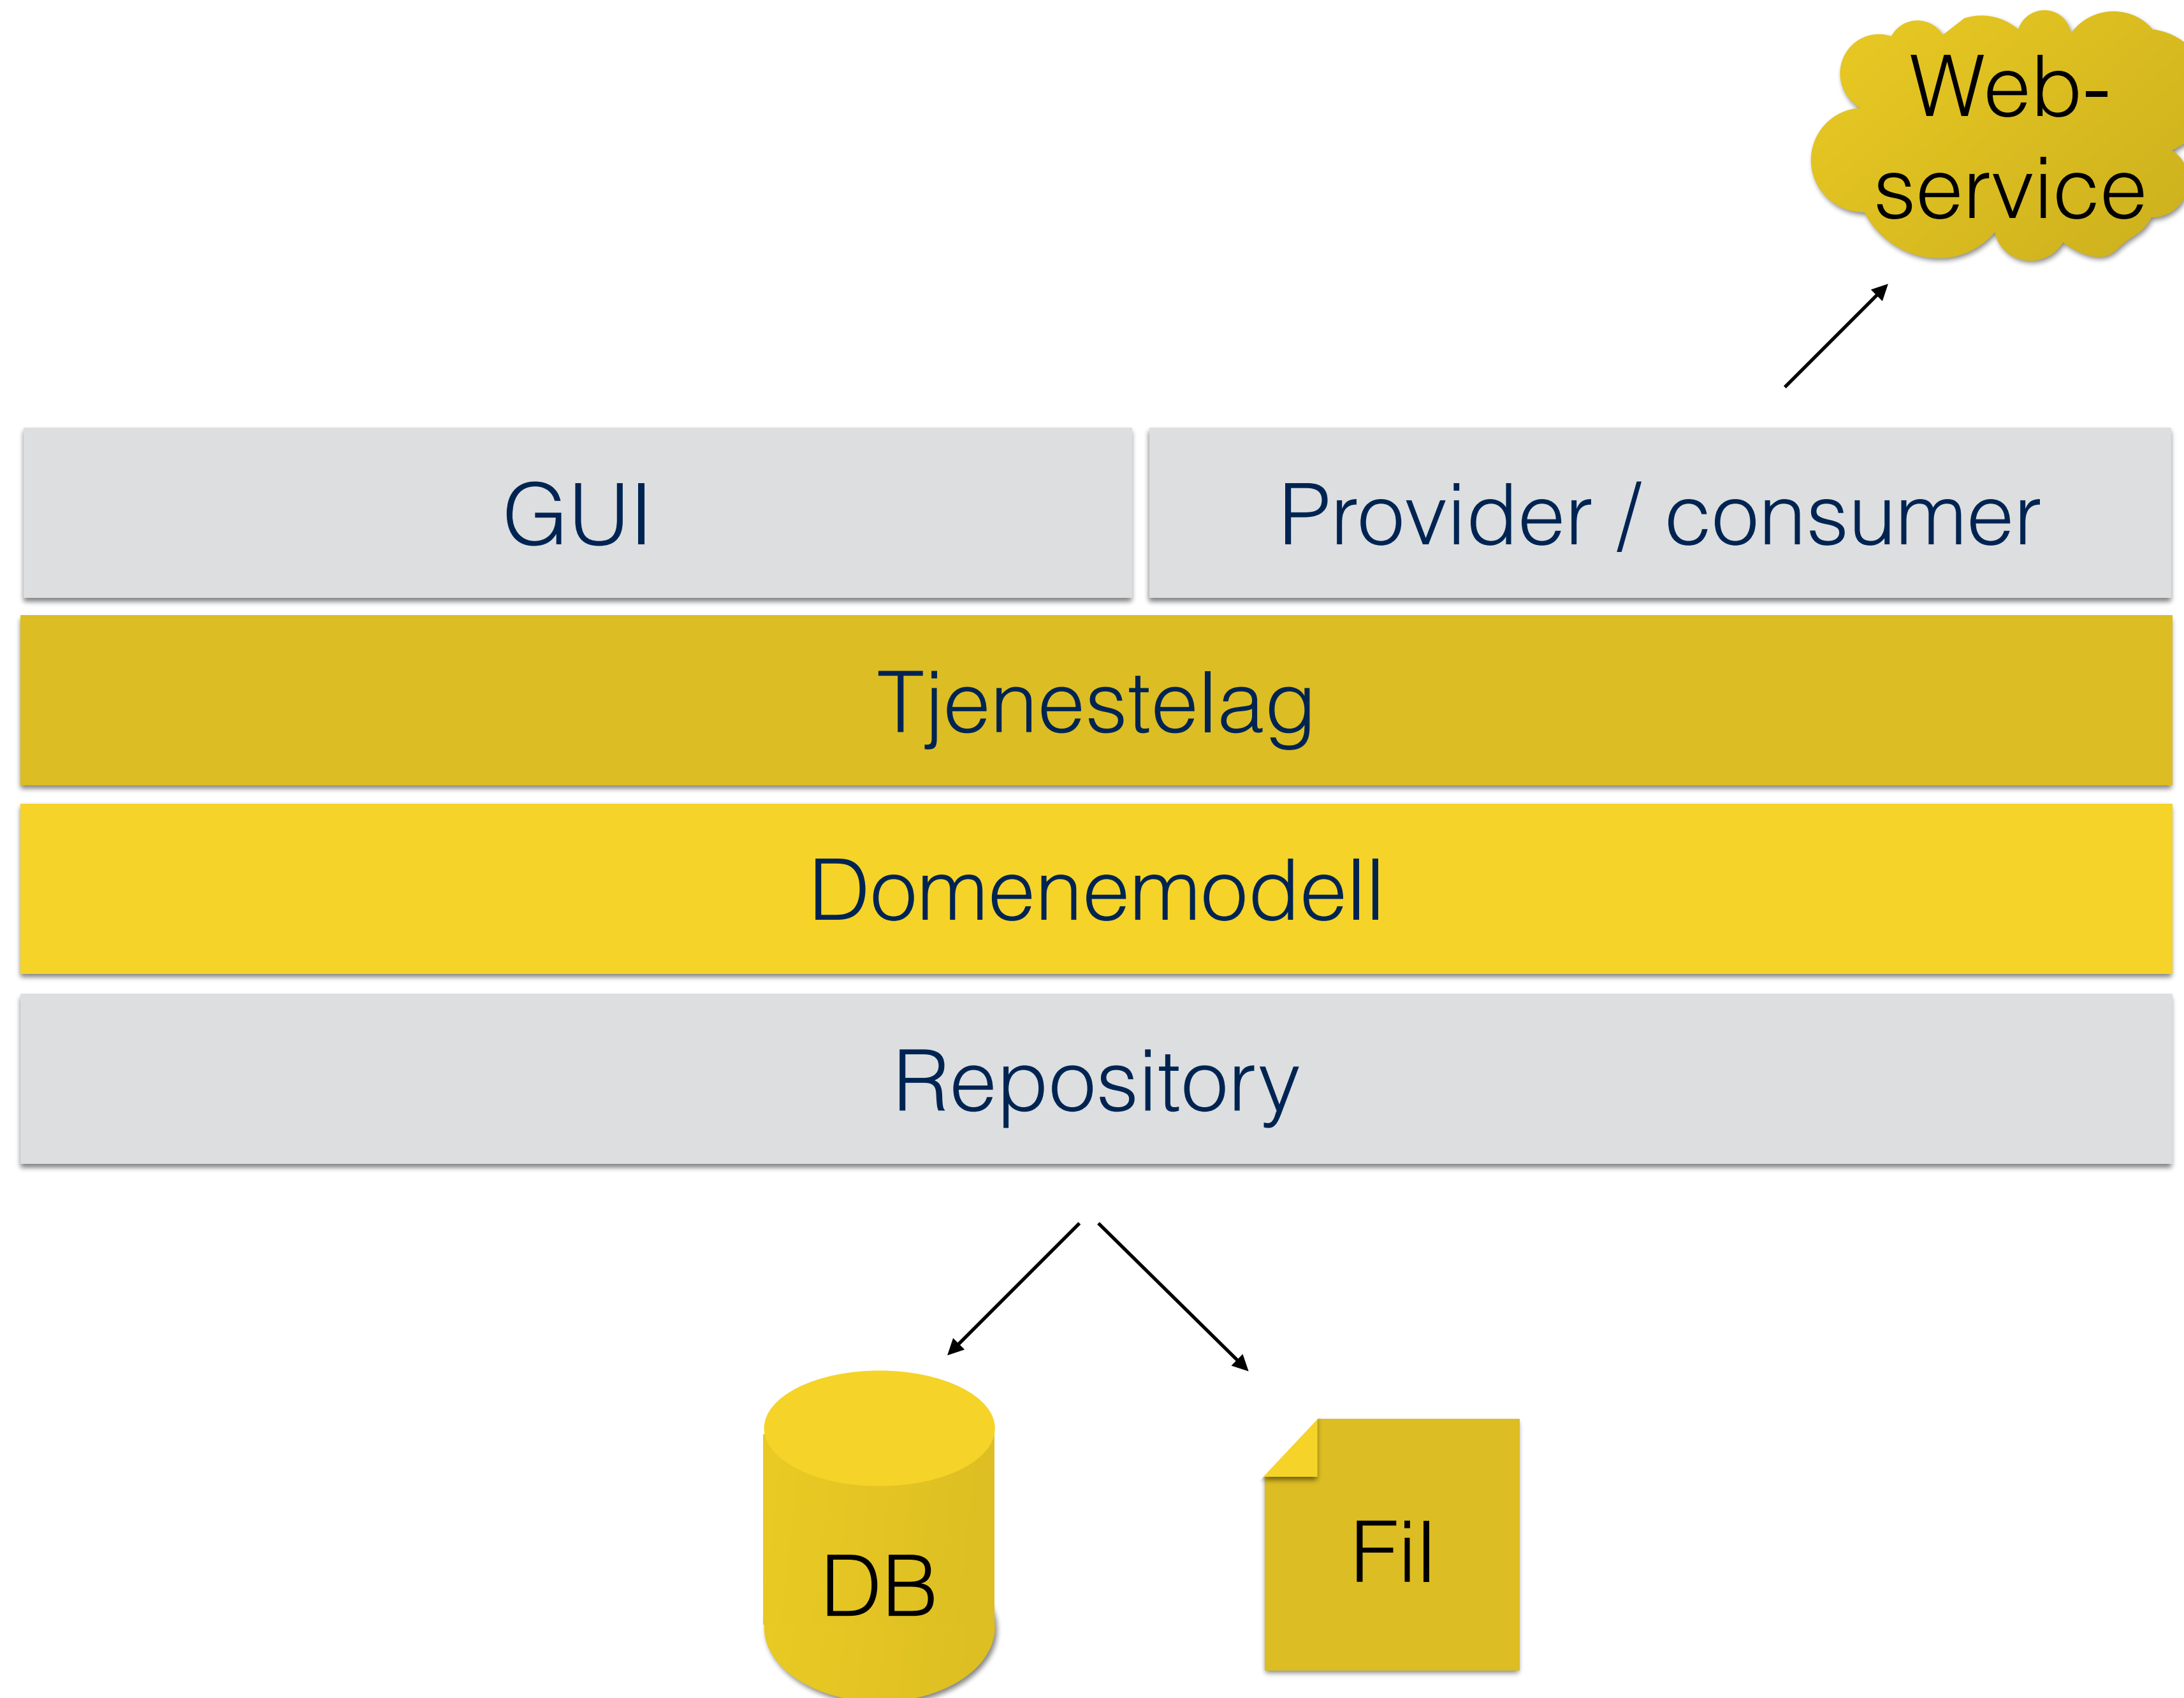 Web-
service
GUI
Provider / consumer
Tjenestelag
Domenemodell
Repository
DB
Fil